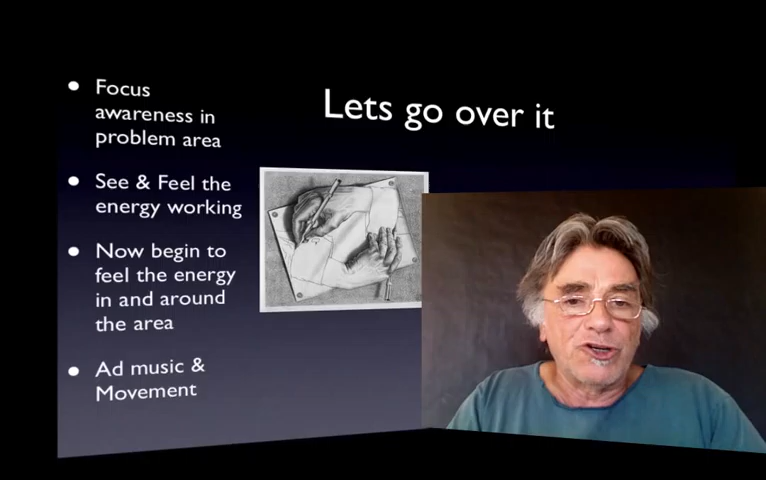 Lets go over it
Focus
awareness in
problem area
See & Feel the
energy working
Now begin to
feel the energy
in and around
the area
Ad music &
Movement